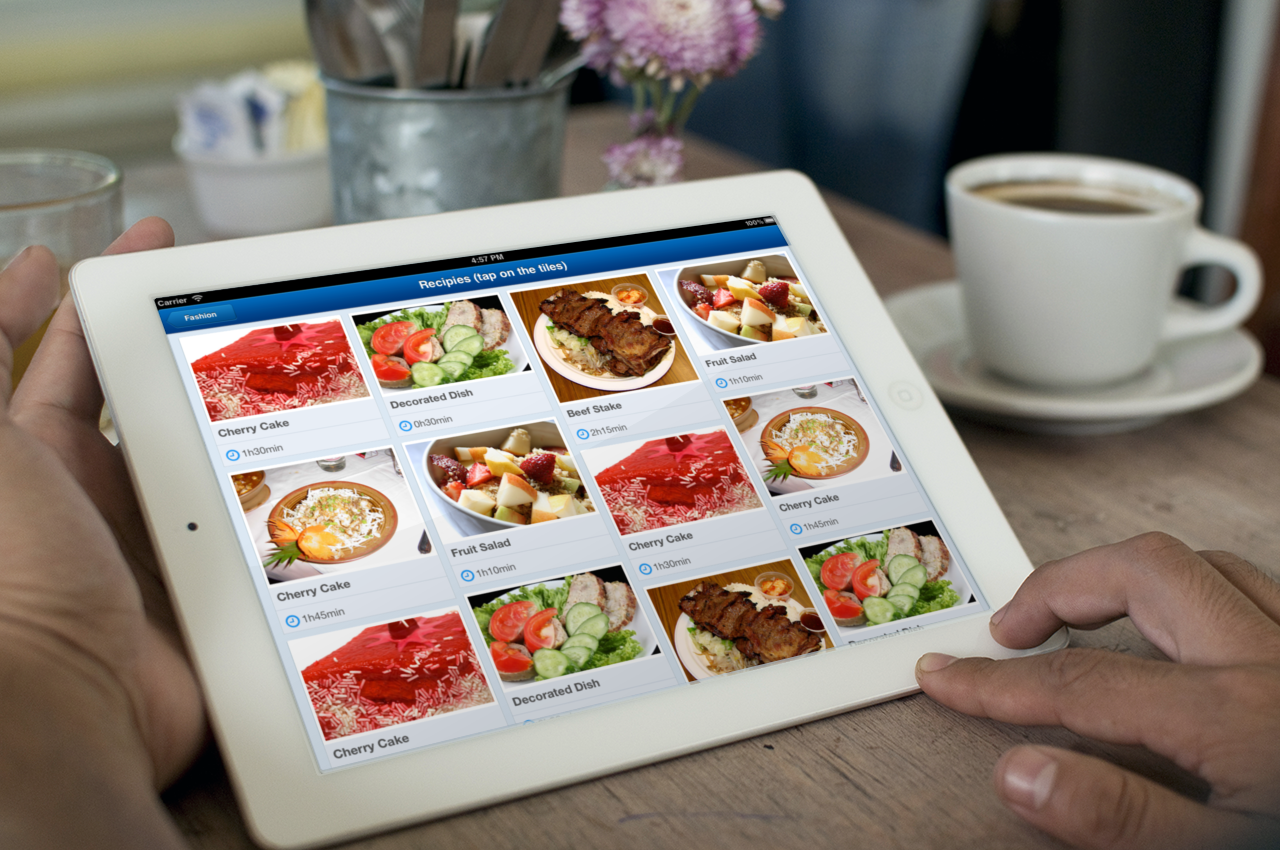 Carrier
4:57 PM
100%
Fashion
Recipies (tap on the tiles)
Cherry Cake
1h30min
Decorated Dish
0h30min
Beef Stake
2h15min
Fruit Salad
1h10min
Cherry Cake
1h45min
Fruit Salad
1h10min
Cherry Cake
1h30min
Cherry Cake
1h45min
Cherry Cake
Decorated Dish
Decorated Dish